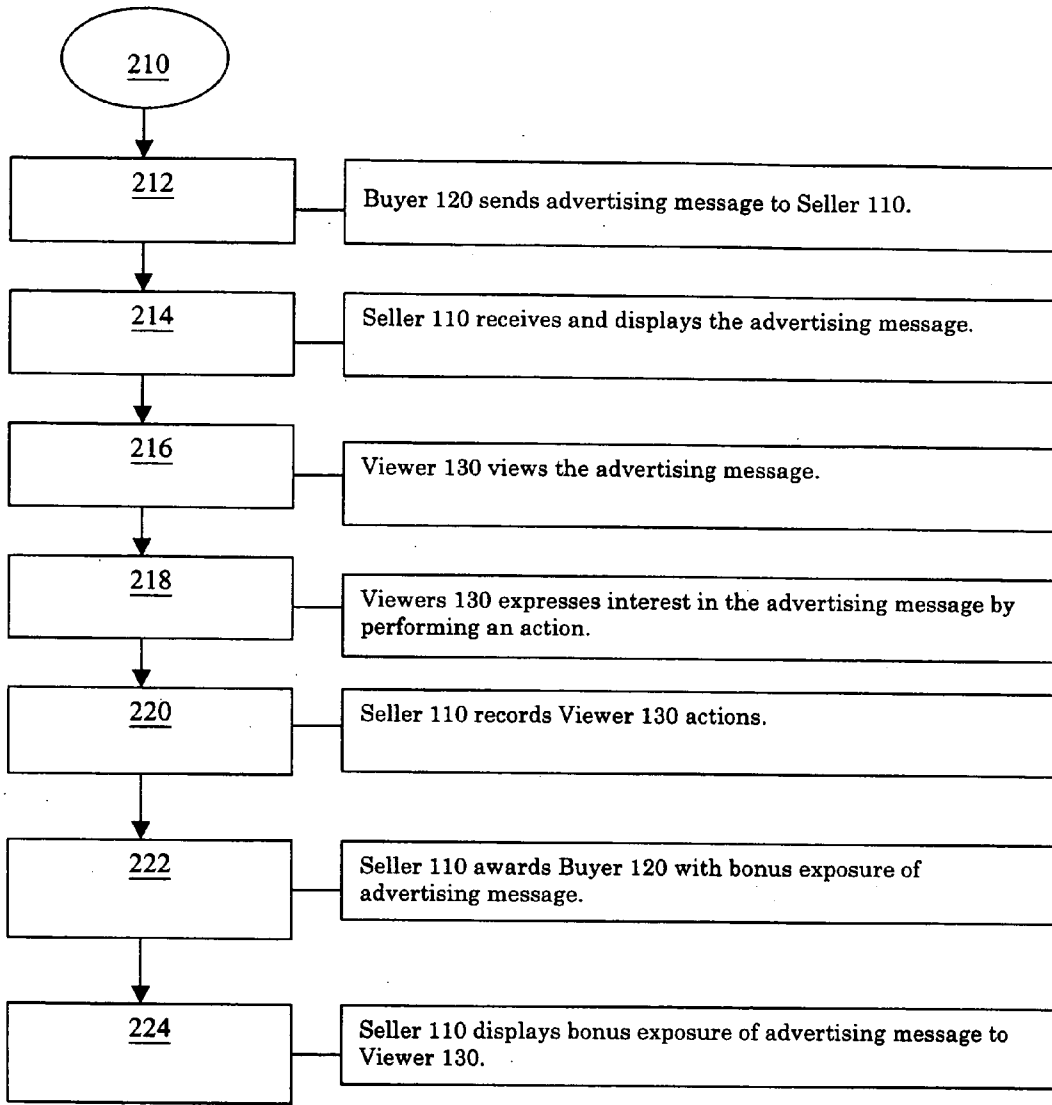 210
212
Buyer 120 sends advertising message to Seller 110.
214
Seller 110 receives and displays the advertising message.
216
Viewer 130 views the advertising message.
218
Viewers 130 expresses interest in the advertising message by
performing an action.
220
Seller 110 records Viewer 130 actions.
222
Seller 110 awards Buyer 120 with bonus exposure of
advertising message.
224
Seller 110 displays bonus exposure of advertising message to
Viewer 130.